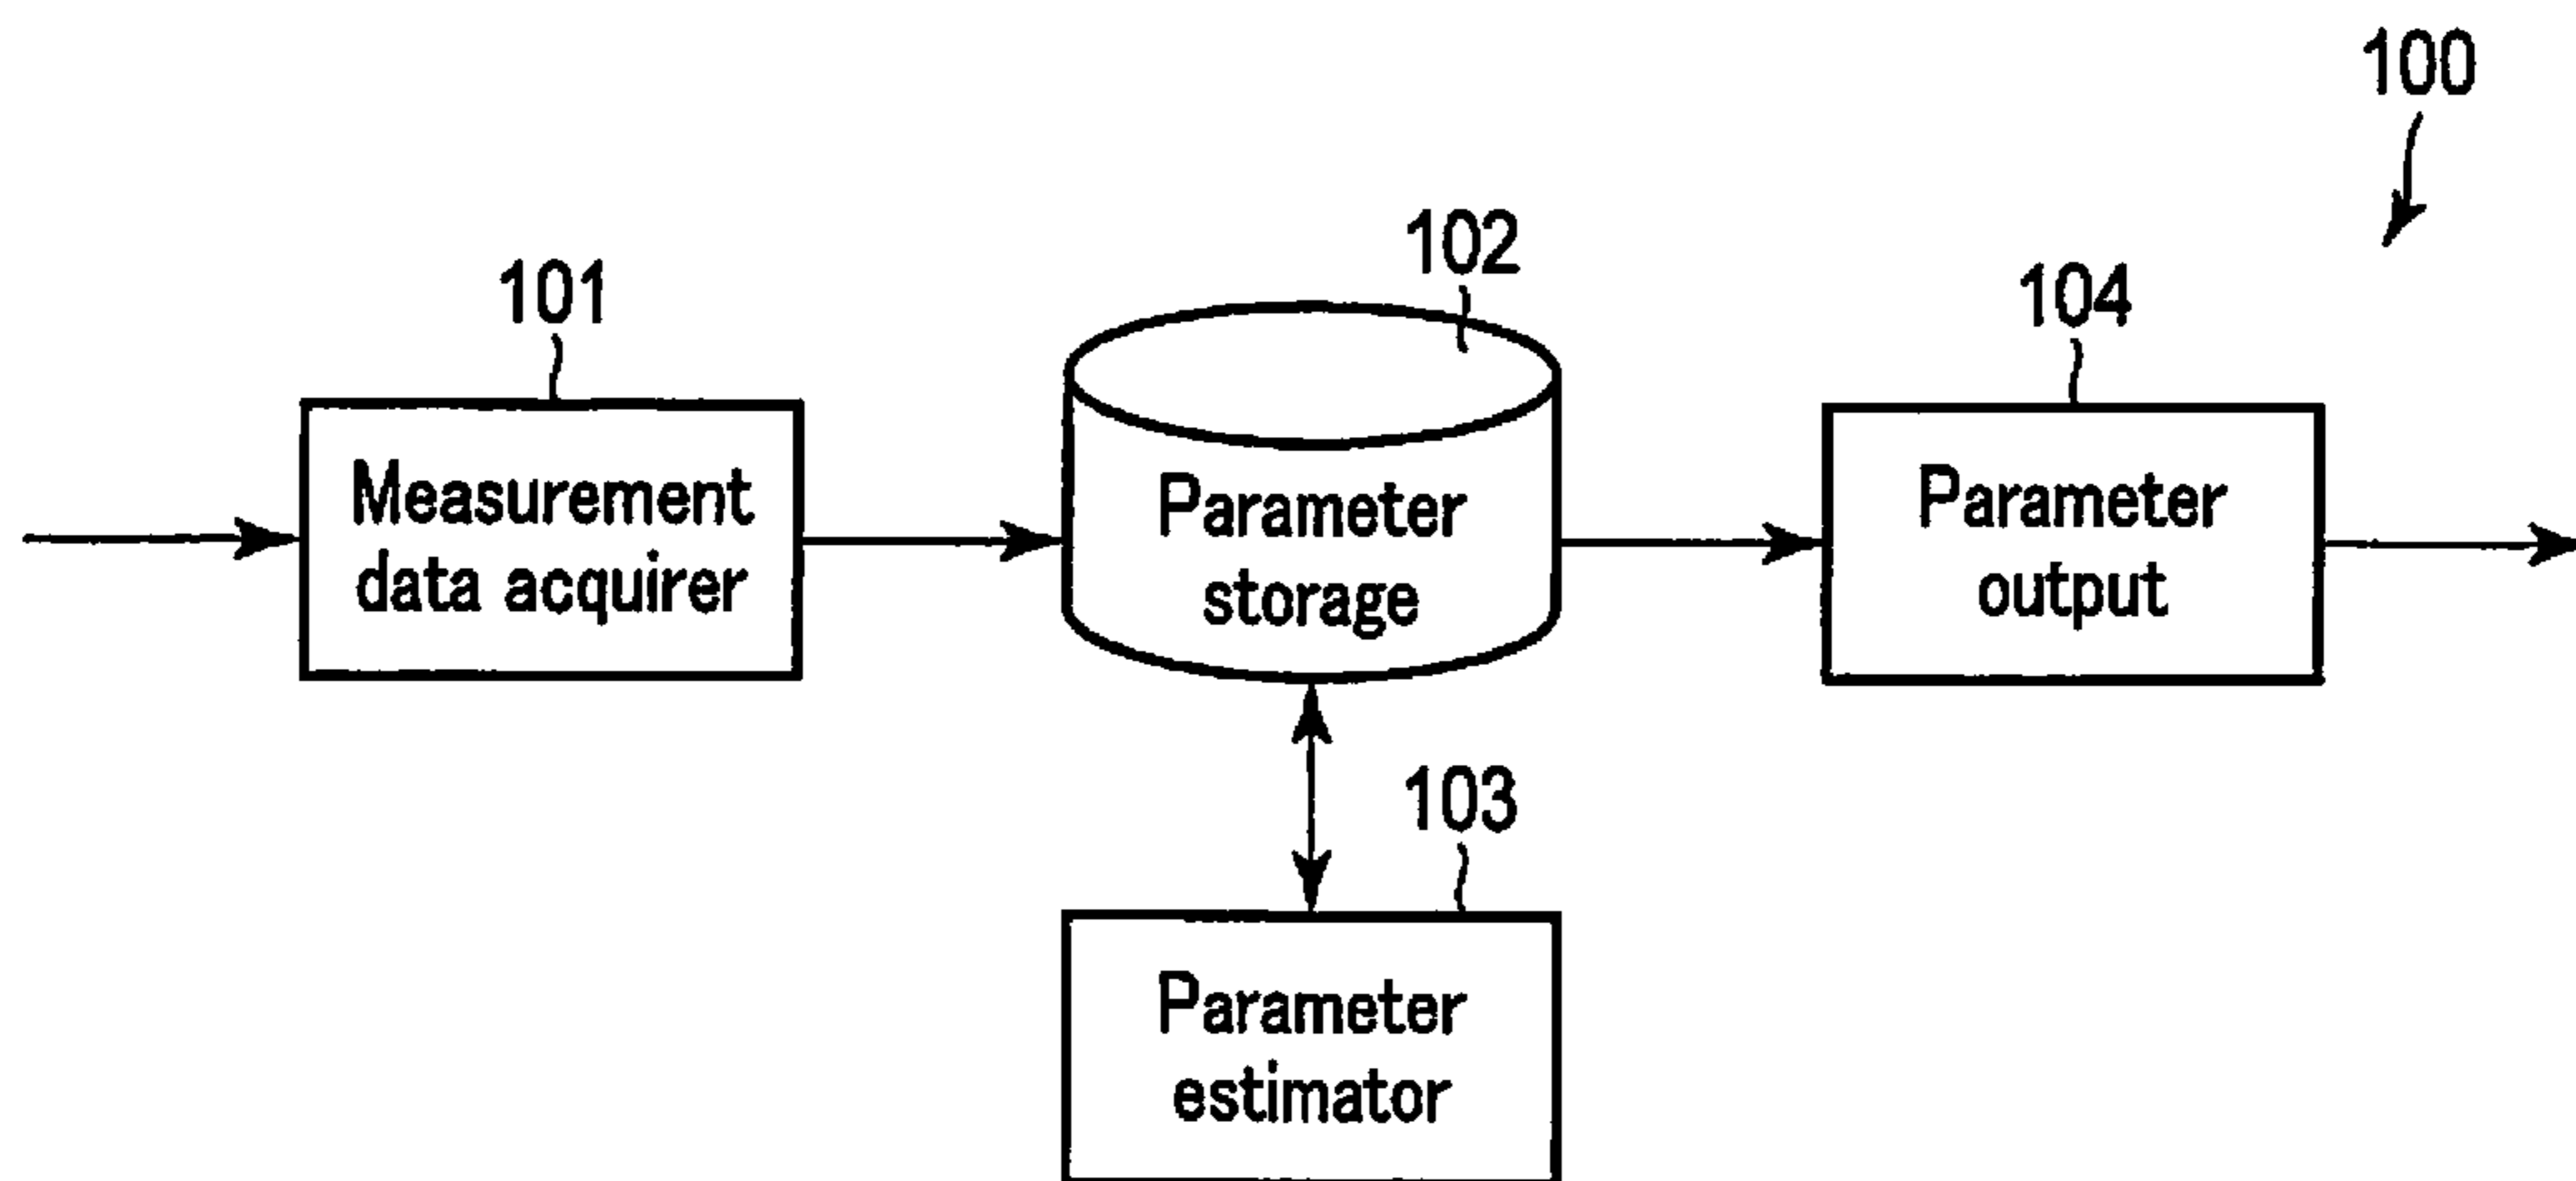 100
101
102
104
Measurement
data acquirer
Parameter
storage
Parameter
output
103
Parameter
estimator